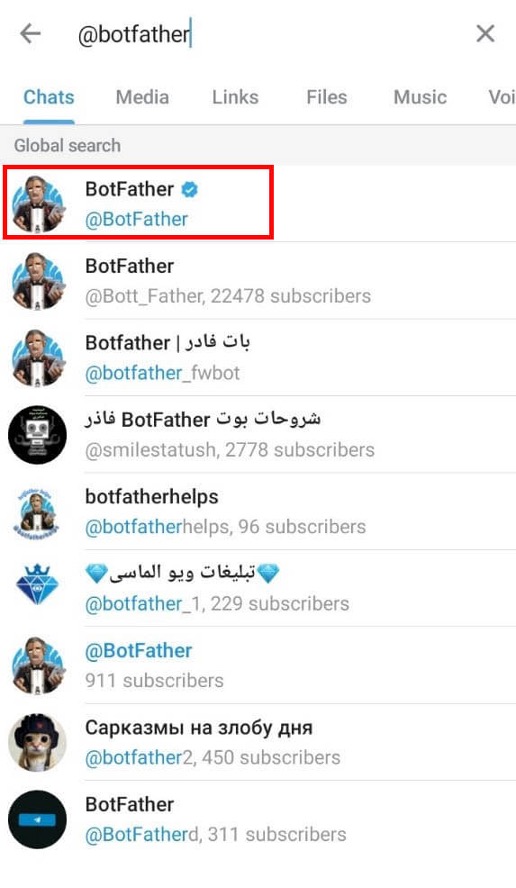 @botfather
Chats Media Links Files Music Voi
Global search
BotFather
@BotFather
BotFather
@Bott_Father, 22478 subscribers
Botfather | بات فادر
@botfather_fwbot
شروحات بوت BotFather فاذر
@smilestatush, 2778 subscribers
botfatherhelps
@botfatherhelps, 96 subscribers
💎تبليغات ويو الماسى💎
@botfather_1, 229 subscribers
@BotFather
911 subscribers
Сарказмы на злобу дня
@botfather2, 450 subscribers
BotFather
@BotFatherd, 311 subscribers